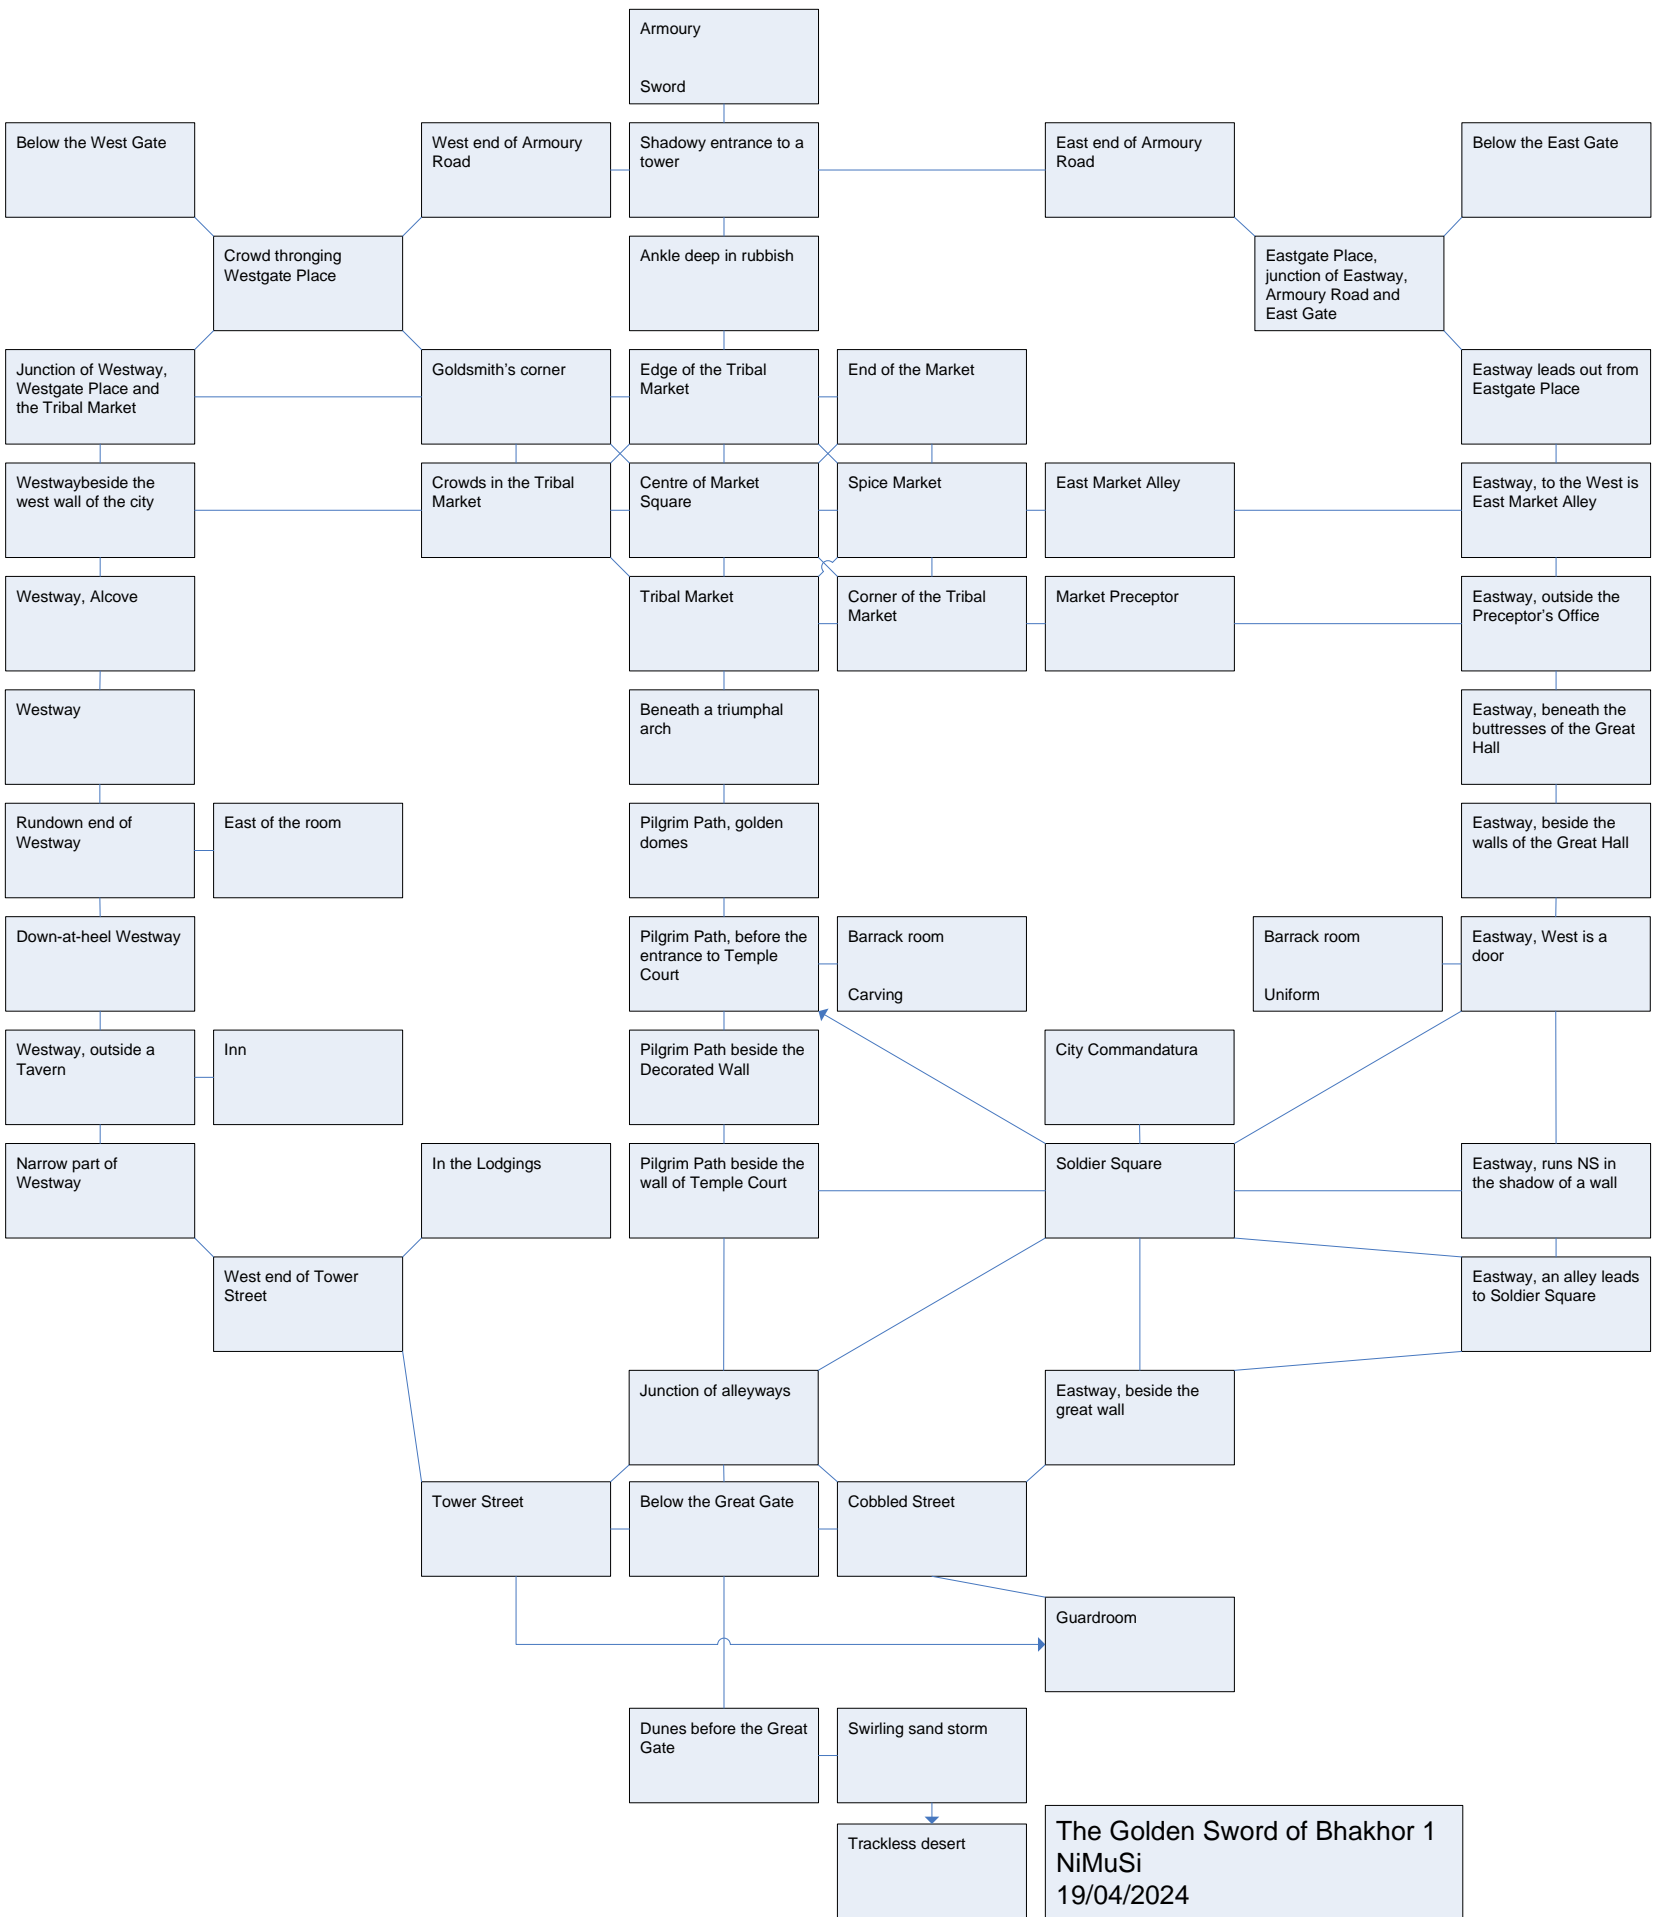 Armoury
Sword
Below the West Gate
West end of Armoury
Road
Shadowy entrance to a
tower
East end of Armoury
Road
Below the East Gate
Crowd thronging
Westgate Place
Ankle deep in rubbish
Eastgate Place,
junction of Eastway,
Armoury Road and
East Gate
Junction of Westway,
Westgate Place and
the Tribal Market
Goldsmith's corner
Edge of the Tribal
Market
End of the Market
Eastway leads out from
Eastgate Place
Westwaybeside the
west wall of the city
Crowds in the Tribal
Market
Centre of Market
Square
Spice Market
East Market Alley
Eastway, to the West is
East Market Alley
Westway, Alcove
Tribal Market
Corner of the Tribal
Market
Market Preceptor
Eastway, outside the
Preceptor's Office
Westway
Beneath a triumphal
arch
Eastway, beneath the
buttresses of the Great
Hall
Rundown end of
Westway
East of the room
Pilgrim Path, golden
domes
Eastway, beside the
walls of the Great Hall
Down-at-heel Westway
Pilgrim Path, before the
entrance to Temple
Court
Barrack room
Carving
Barrack room
Uniform
Eastway, West is a
door
Westway, outside a
Tavern
Inn
Pilgrim Path beside the
Decorated Wall
City Commandatura
Narrow part of
Westway
In the Lodgings
Pilgrim Path beside the
wall of Temple Court
Soldier Square
Eastway, runs NS in
the shadow of a wall
West end of Tower
Street
Eastway, an alley leads
to Soldier Square
Junction of alleyways
Eastway, beside the
great wall
Tower Street
Below the Great Gate
Cobbled Street
Guardroom
Dunes before the Great
Gate
Swirling sand storm
Trackless desert
The Golden Sword of Bhakhor 1
NiMuSi
19/04/2024